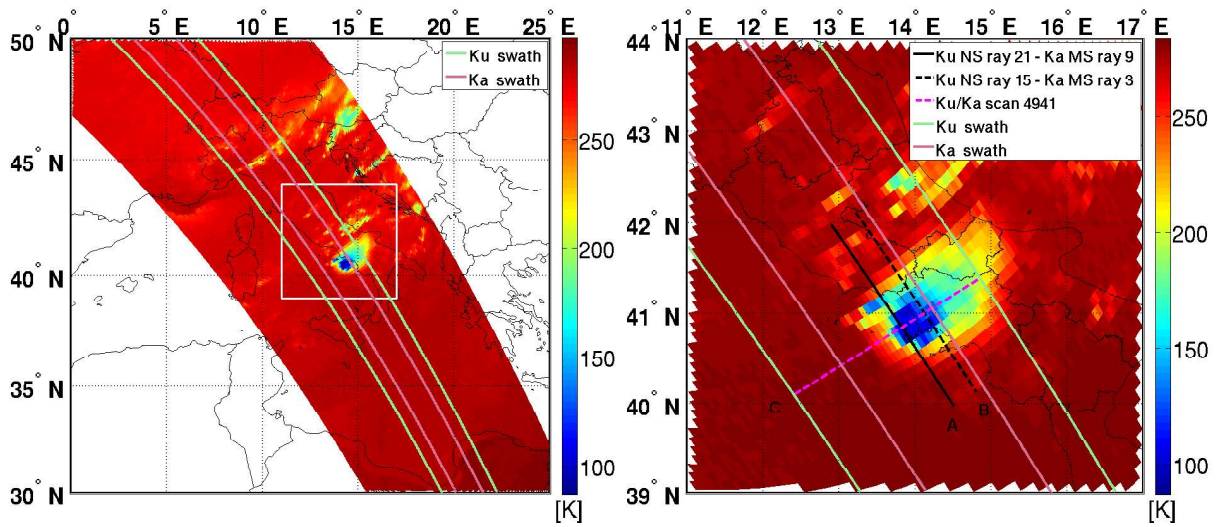 0 E 5 E 10 E 15 E 20 E 25 E
50° N
45° N
40° N
35° N
30° N
Ku swath
Ka swath
250
200
150
100
[K]
11° E 12° E 13° E 14° E 15° E 16° E 17° E
44° N
43° N
42° N
41° N
40° N
39° N
Ku NS ray 21 - Ka MS ray 9
Ku NS ray 15 - Ka MS ray 3
Ku/Ka scan 4941
Ku swath
Ka swath
C
B
A
250
200
150
100
[K]